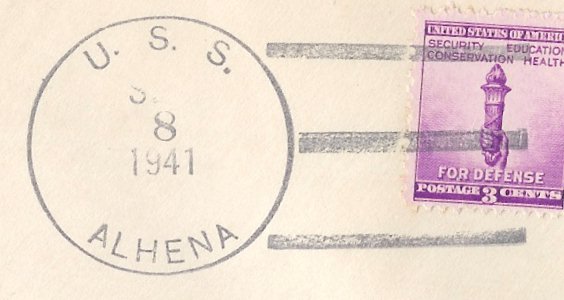 U. S. S.
8
1941
ALHENA
UNITED STATES OF AMERICA
SECURITY EDUCATION
CONSERVATION HEALTH
FOR DEFENSE
POSTAGE 3 CENTS